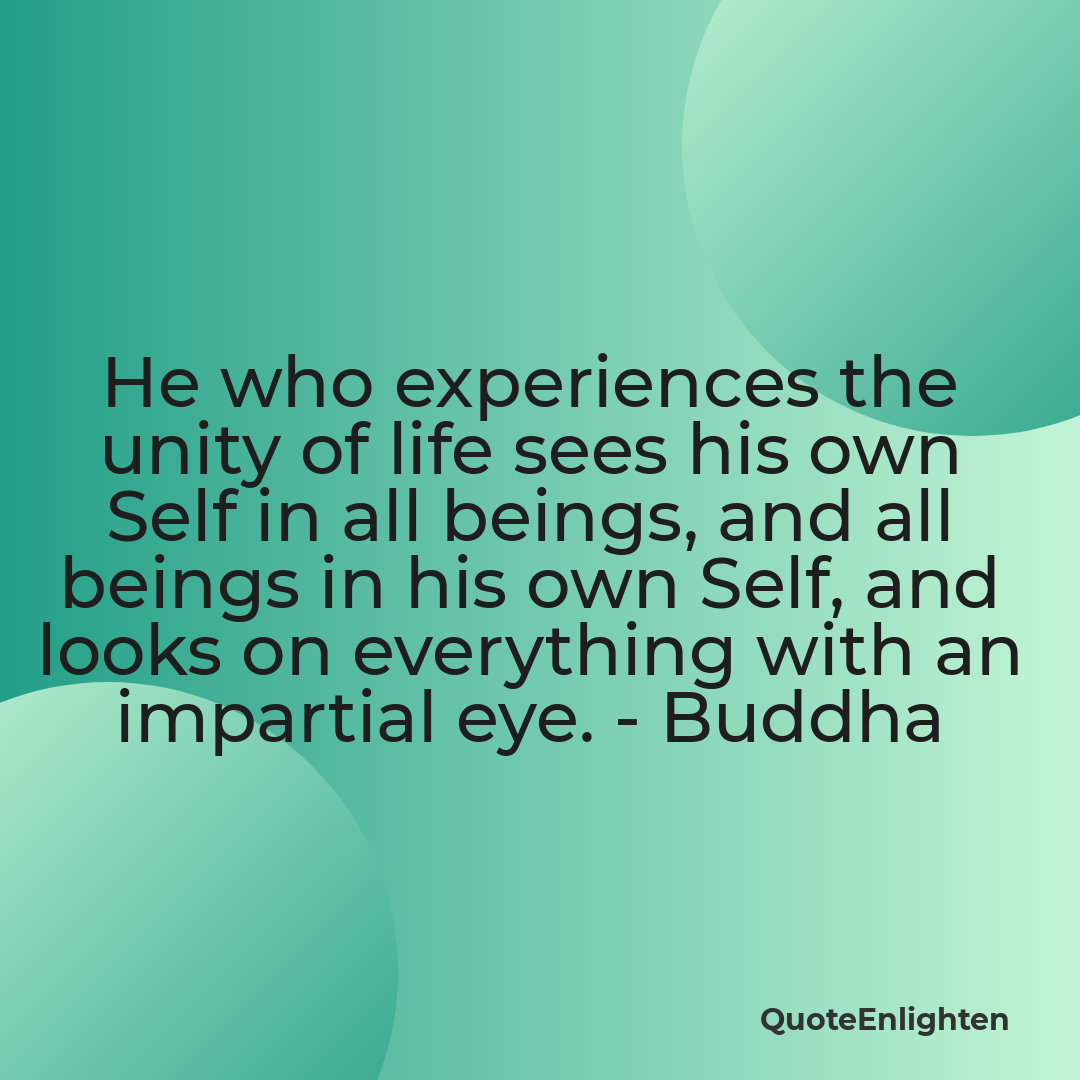 He who experiences the
unity of life sees his own
Self in all beings, and all
beings in his own Self, and
looks on everything with an
impartial eye. - Buddha
QuoteEnlighten